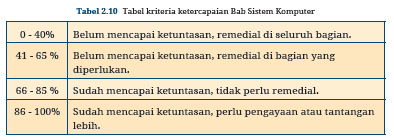 Tabel 2.10 Tabel kriteria ketercapaian Bab Sistem Komputer
0 - 40% Belum mencapai ketuntasan, remedial di seluruh bagian.
41 - 65 % Belum mencapai ketuntasan, remedial di bagian yang
diperlukan.
66 - 85 % Sudah mencapai ketuntasan, tidak perlu remedial.
86 - 100% Sudah mencapai ketuntasan, perlu pengayaan atau tantangan
lebih.